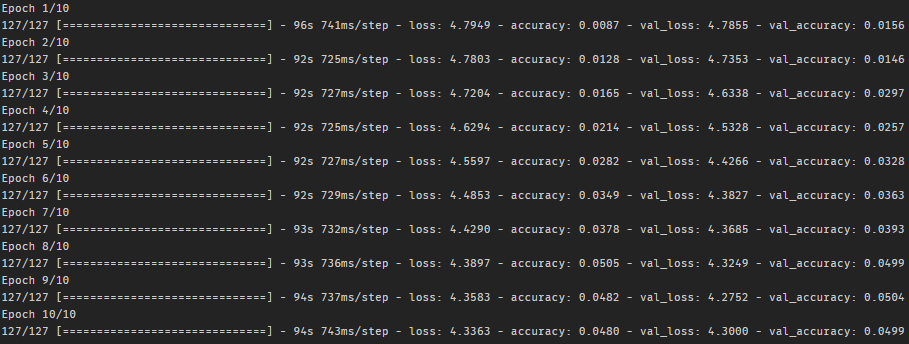 Epoch 1/10
127/127 [==============================] - 96s 741ms/step - loss: 4.7949 - accuracy: 0.0087 - val_loss: 4.7855 - val_accuracy: 0.0156
Epoch 2/10
127/127 [==============================] - 92s 725ms/step - loss: 4.7803 - accuracy: 0.0128 - val_loss: 4.7353 - val_accuracy: 0.0146
Epoch 3/10
127/127 [==============================] - 92s 727ms/step - loss: 4.7204 - accuracy: 0.0165 - val_loss: 4.6338 - val_accuracy: 0.0297
Epoch 4/10
127/127 [==============================] - 92s 725ms/step - loss: 4.6294 - accuracy: 0.0214 - val_loss: 4.5328 - val_accuracy: 0.0257
Epoch 5/10
127/127 [==============================] - 92s 727ms/step - loss: 4.5597 - accuracy: 0.0282 - val_loss: 4.4266 - val_accuracy: 0.0328
Epoch 6/10
127/127 [==============================] - 92s 729ms/step - loss: 4.4853 - accuracy: 0.0349 - val_loss: 4.3827 - val_accuracy: 0.0363
Epoch 7/10
127/127 [==============================] - 93s 732ms/step - loss: 4.4290 - accuracy: 0.0378 - val_loss: 4.3685 - val_accuracy: 0.0393
Epoch 8/10
127/127 [==============================] - 93s 736ms/step - loss: 4.3897 - accuracy: 0.0505 - val_loss: 4.3249 - val_accuracy: 0.0499
Epoch 9/10
127/127 [==============================] - 94s 737ms/step - loss: 4.3583 - accuracy: 0.0482 - val_loss: 4.2752 - val_accuracy: 0.0504
Epoch 10/10
127/127 [==============================] - 94s 743ms/step - loss: 4.3363 - accuracy: 0.0480 - val_loss: 4.3000 - val_accuracy: 0.0499